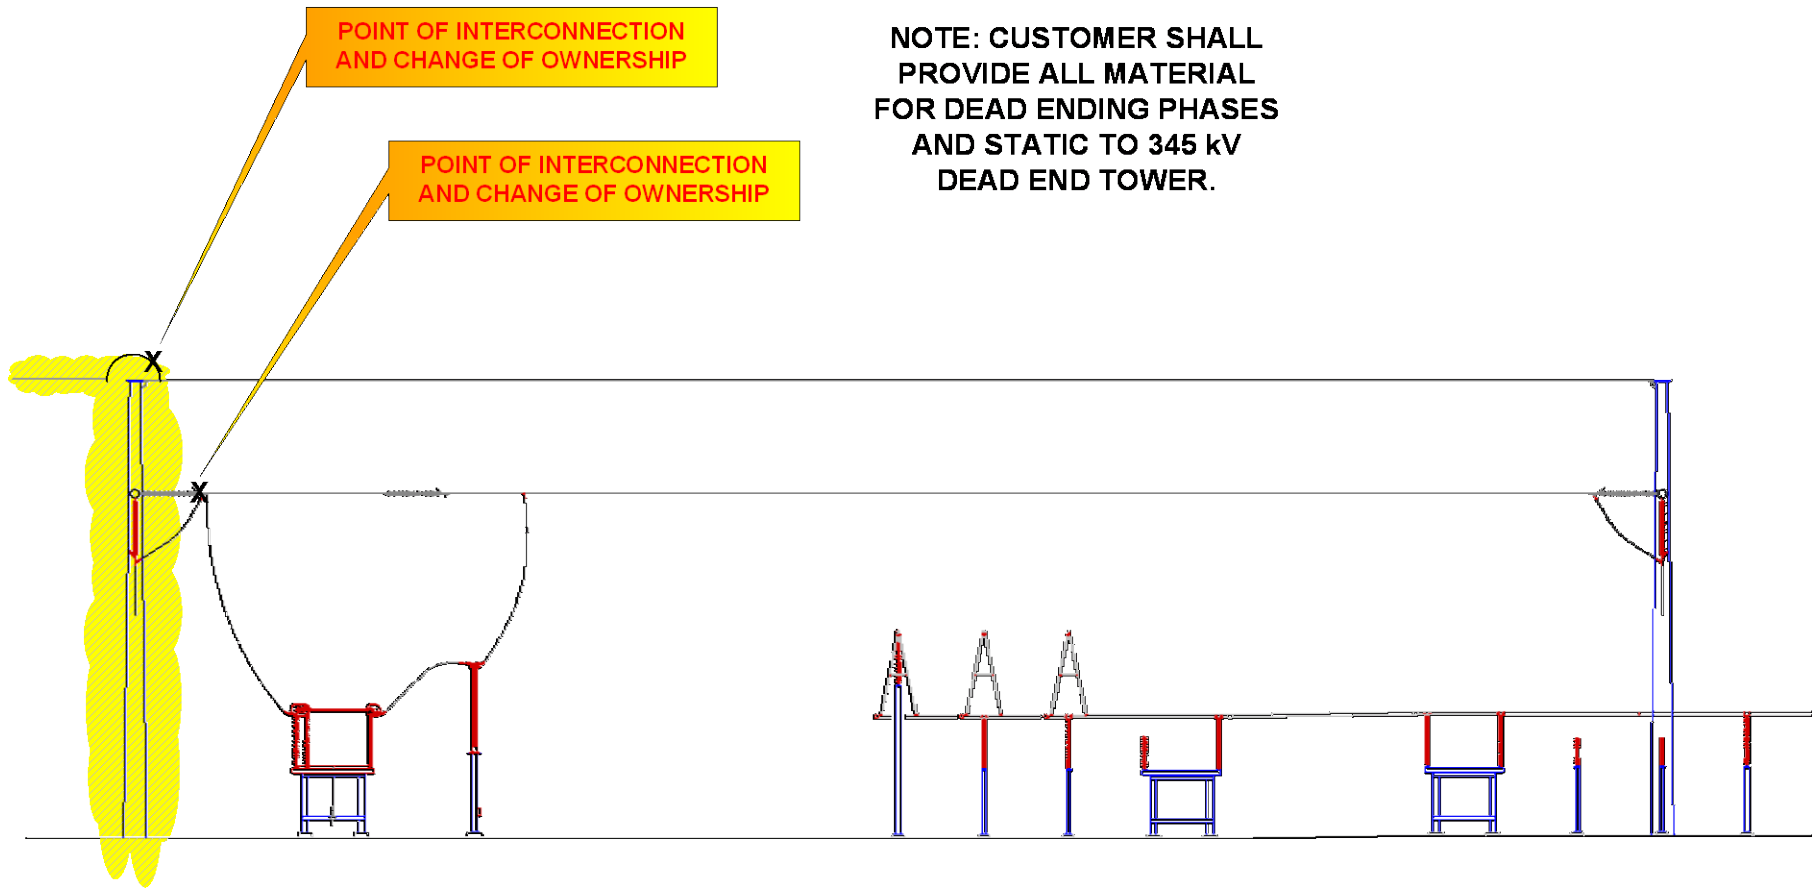 POINT OF INTERCONNECTION
AND CHANGE OF OWNERSHIP
POINT OF INTERCONNECTION
AND CHANGE OF OWNERSHIP
NOTE: CUSTOMER SHALL
PROVIDE ALL MATERIAL
FOR DEAD ENDING PHASES
AND STATIC TO 345 kV
DEAD END TOWER.
X
X